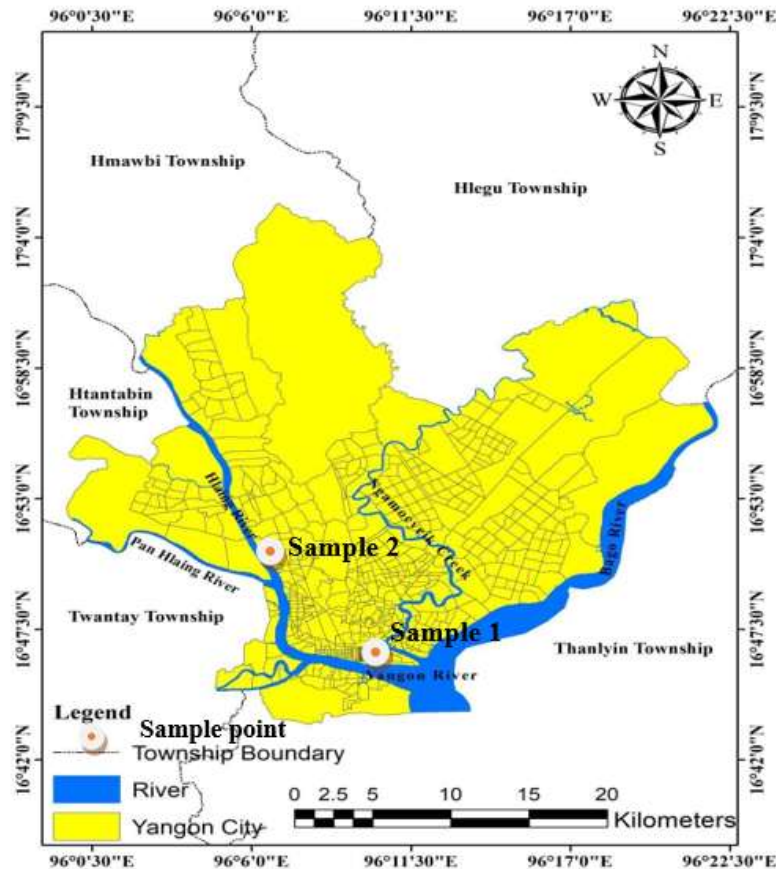 96°0'30"E
96°6'0"E
96°11'30"E
96°17'0"E
96°22'30"E
N
W
E
S
17°9'30"N
17°9'30"N
Hmawbi Township
Hlegu Township
17°4'0"N
17°4'0"N
16°58'30"N
16°58'30"N
Htantabin
Township
Hlaing River
Ngamoeyeik Creek
Bago River
16°53'0"N
16°53'0"N
Sample 2
Pan Hlaing River
Twantay Township
16°47'30"N
16°47'30"N
Sample 1
Thanlyin Township
Yangon River
Legend
Sample point
Township Boundary
River
Yangon City
16°42'0"N
16°42'0"N
0 2.5 5 10 15 20
Kilometers
96°0'30"E
96°6'0"E
96°11'30"E
96°17'0"E
96°22'30"E